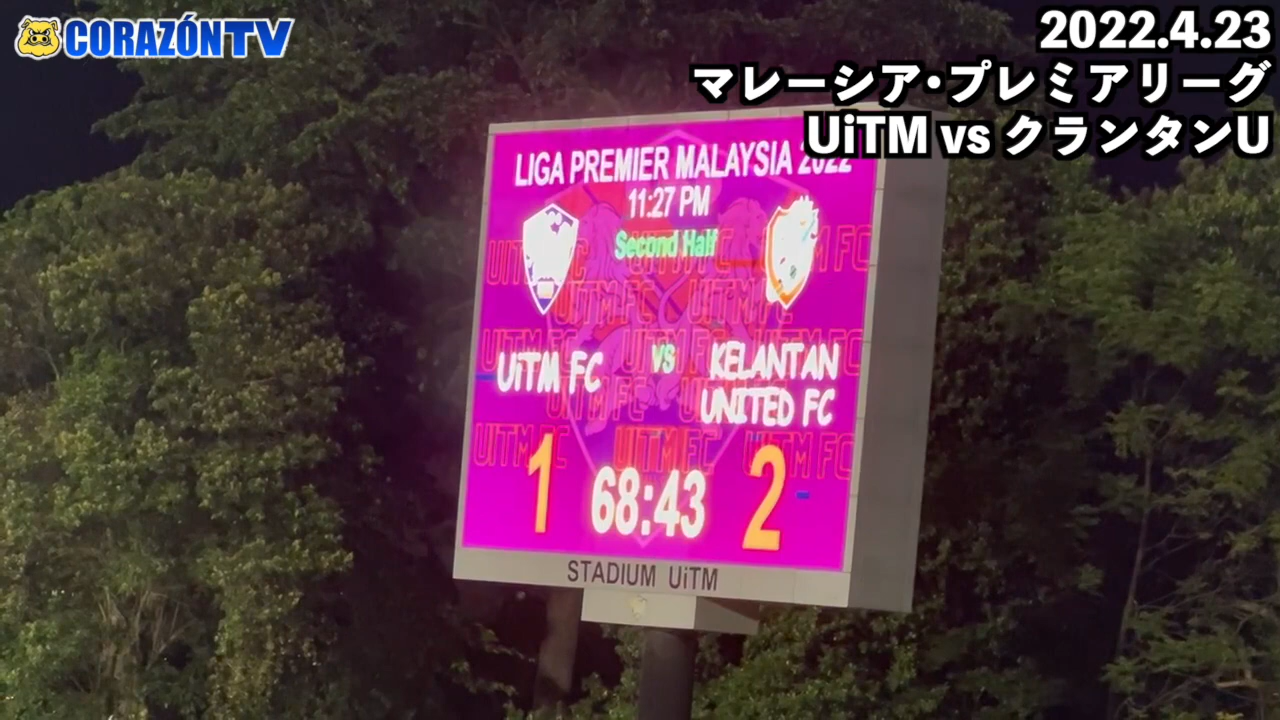 CORAZÓNTV
2022.4.23
マレーシア・プレミアリーグ
UiTM vs クランタンU
LIGA PREMIER MALAYSIA 2022
11:27 PM
Second Half
UiTM FC
VS
KELANTAN
UNITED FC
1
68:43
2
STADIUM UiTM